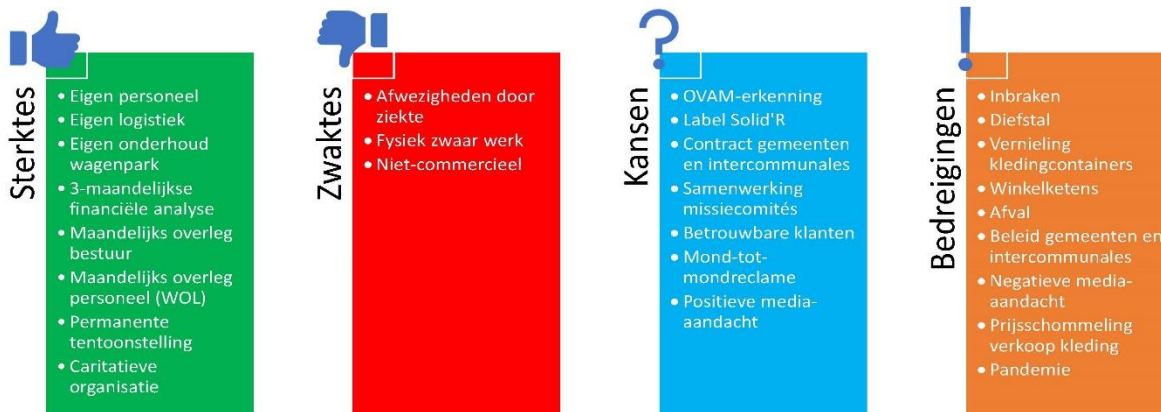 Sterktes
• Eigen personeel
• Eigen logistiek
• Eigen onderhoud
wagenpark
• 3-maandelijkse
financiële analyse
• Maandelijks overleg
bestuur
• Maandelijks overleg
personeel (WOL)
• Permanente
tentoonstelling
• Caritatieve
organisatie
Zwaktes
• Afwezigheden door
ziekte
• Fysiek zwaar werk
• Niet-commercieel
?
Kansen
• OVAM-erkenning
• Label Solid'R
• Contract gemeenten
en intercommunales
• Samenwerking
missiecomités
• Betrouwbare klanten
• Mond-tot-
mondreclame
• Positieve media-
aandacht
!
Bedreigingen
• Inbraken
• Diefstal
• Vernieling
kledingcontainers
• Winkelketens
• Afval
• Beleid gemeenten en
intercommunales
• Negatieve media-
aandacht
• Prijsschommeling
verkoop kleding
• Pandemie